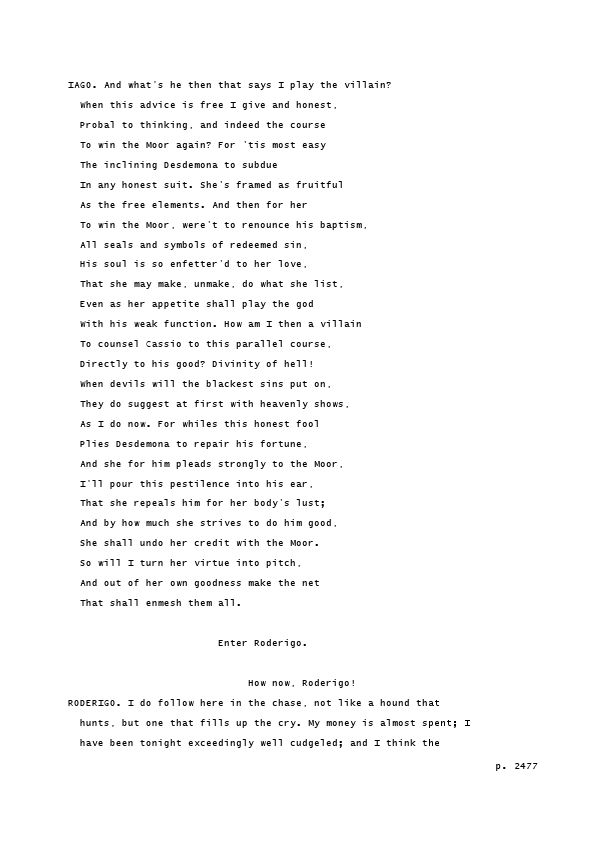 IAGO. And what's he then that says I play the villain?
When this advice is free I give and honest,
Probal to thinking, and indeed the course
To win the Moor again? For 'tis most easy
The inclining Desdemona to subdue
In any honest suit. She's framed as fruitful
As the free elements. And then for her
To win the Moor, were't to renounce his baptism,
All seals and symbols of redeemed sin,
His soul is so enfetter'd to her love,
That she may make, unmake, do what she list,
Even as her appetite shall play the god
With his weak function. How am I then a villain
To counsel Cassio to this parallel course,
Directly to his good? Divinity of hell!
When devils will the blackest sins put on,
They do suggest at first with heavenly shows,
As I do now. For whiles this honest fool
Plies Desdemona to repair his fortune,
And she for him pleads strongly to the Moor,
I'll pour this pestilence into his ear,
That she repeals him for her body's lust;
And by how much she strives to do him good,
She shall undo her credit with the Moor.
So will I turn her virtue into pitch,
And out of her own goodness make the net
That shall enmesh them all.
Enter Roderigo.
How now, Roderigo!
RODERIGO. I do follow here in the chase, not like a hound that
hunts, but one that fills up the cry. My money is almost spent; I
have been tonight exceedingly well cudgeled; and I think the
p. 2477